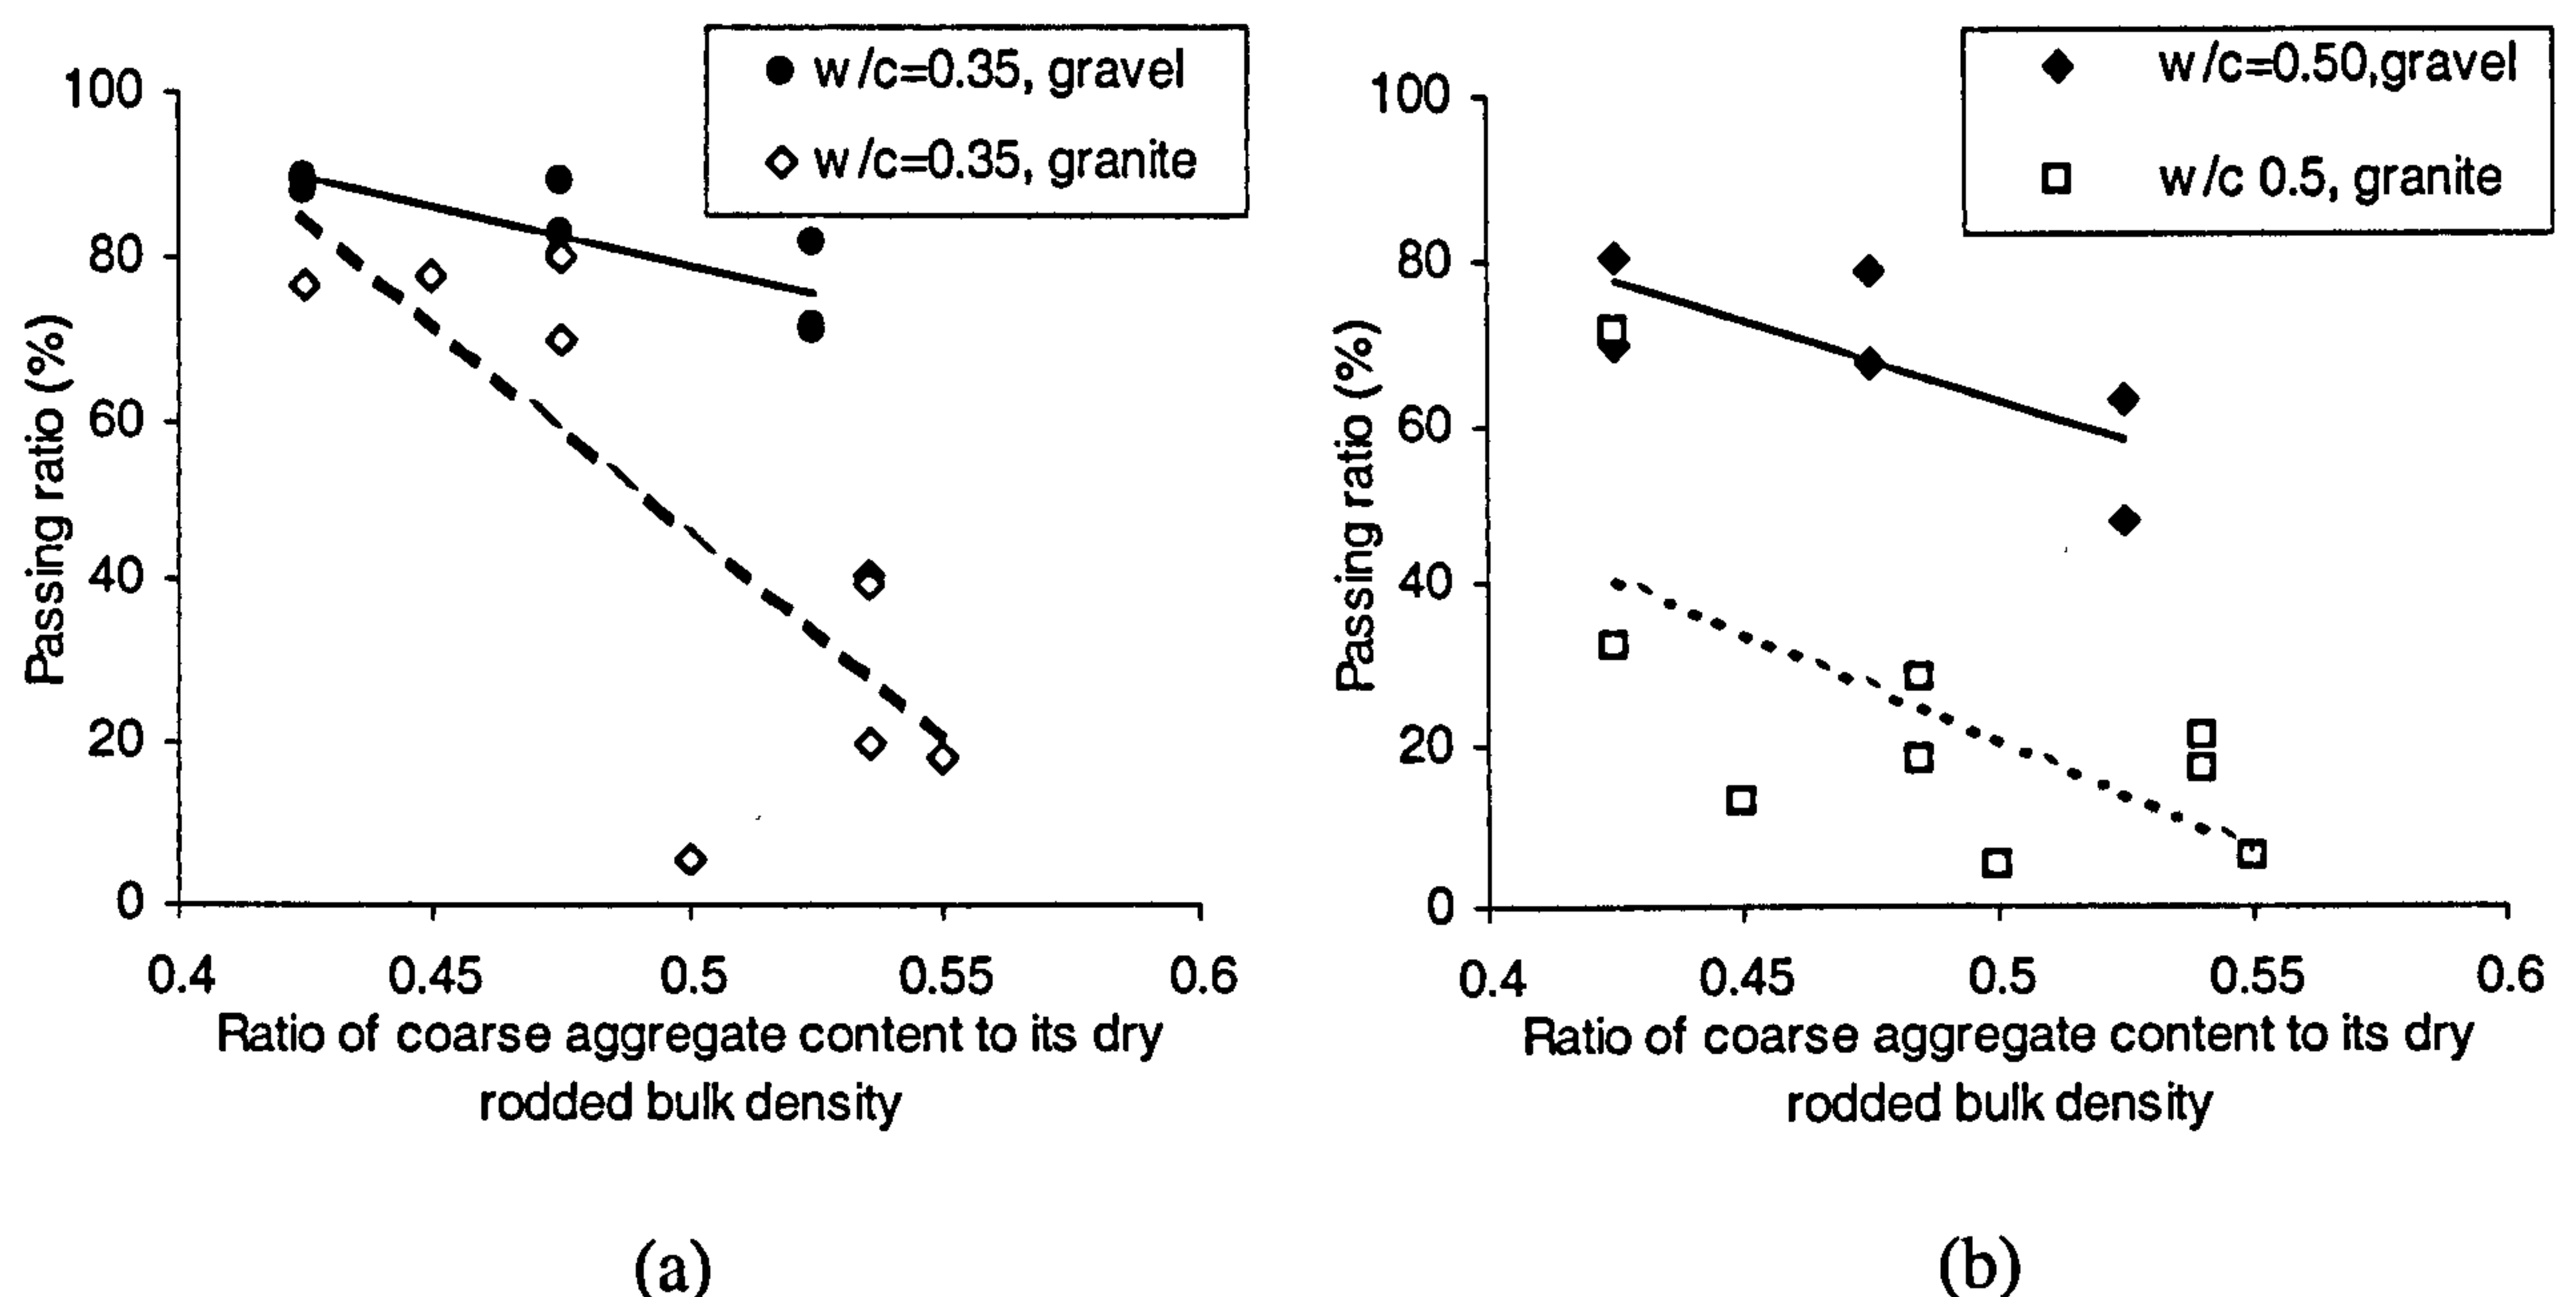 w/c=0.35, gravel
w/c=0.35, granite
100
80
60
40
20
0
Passing ratio (%)
0.4 0.45 0.5 0.55 0.6
Ratio of coarse aggregate content to its dry
rodded bulk density
(a)
w/c=0.50,gravel
w/c 0.5, granite
100
80
60
40
20
0
Passing ratio (%)
0.4 0.45 0.5 0.55 0.6
Ratio of coarse aggregate content to its dry
rodded bulk density
(b)